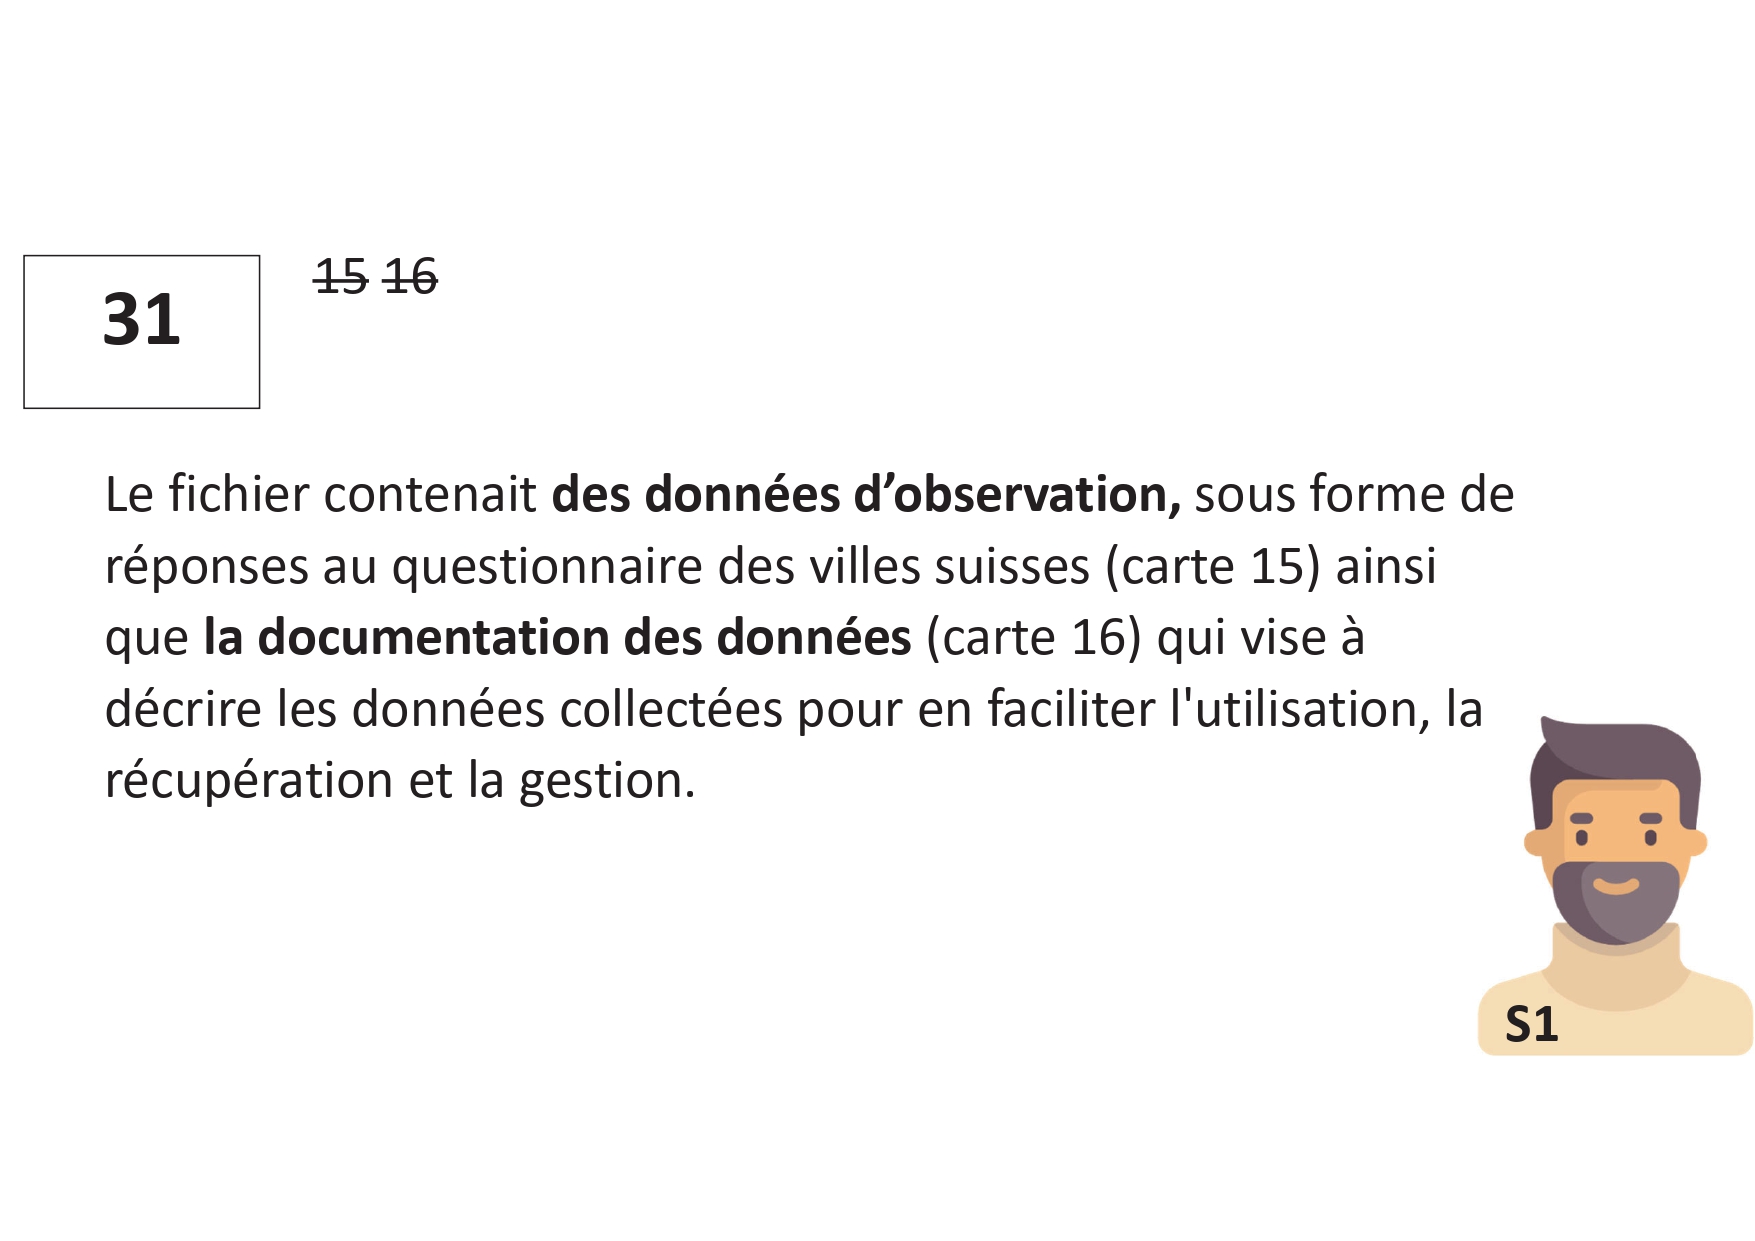 31
15 16
Le fichier contenait des données d’observation, sous forme de
réponses au questionnaire des villes suisses (carte 15) ainsi
que la documentation des données (carte 16) qui vise à
décrire les données collectées pour en faciliter l'utilisation, la
récupération et la gestion.
S1